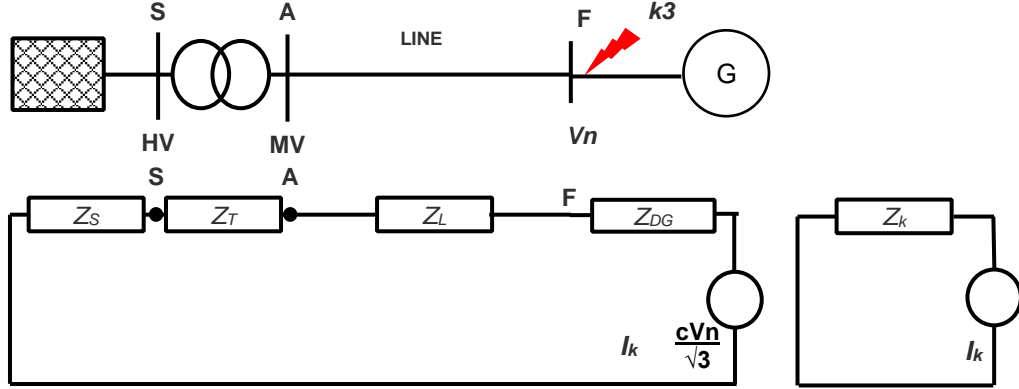 S A F k3
LINE
G
HV MV Vn
S A
ZS ZT ZL F ZDG Zk
Ik cVn/√3 Ik